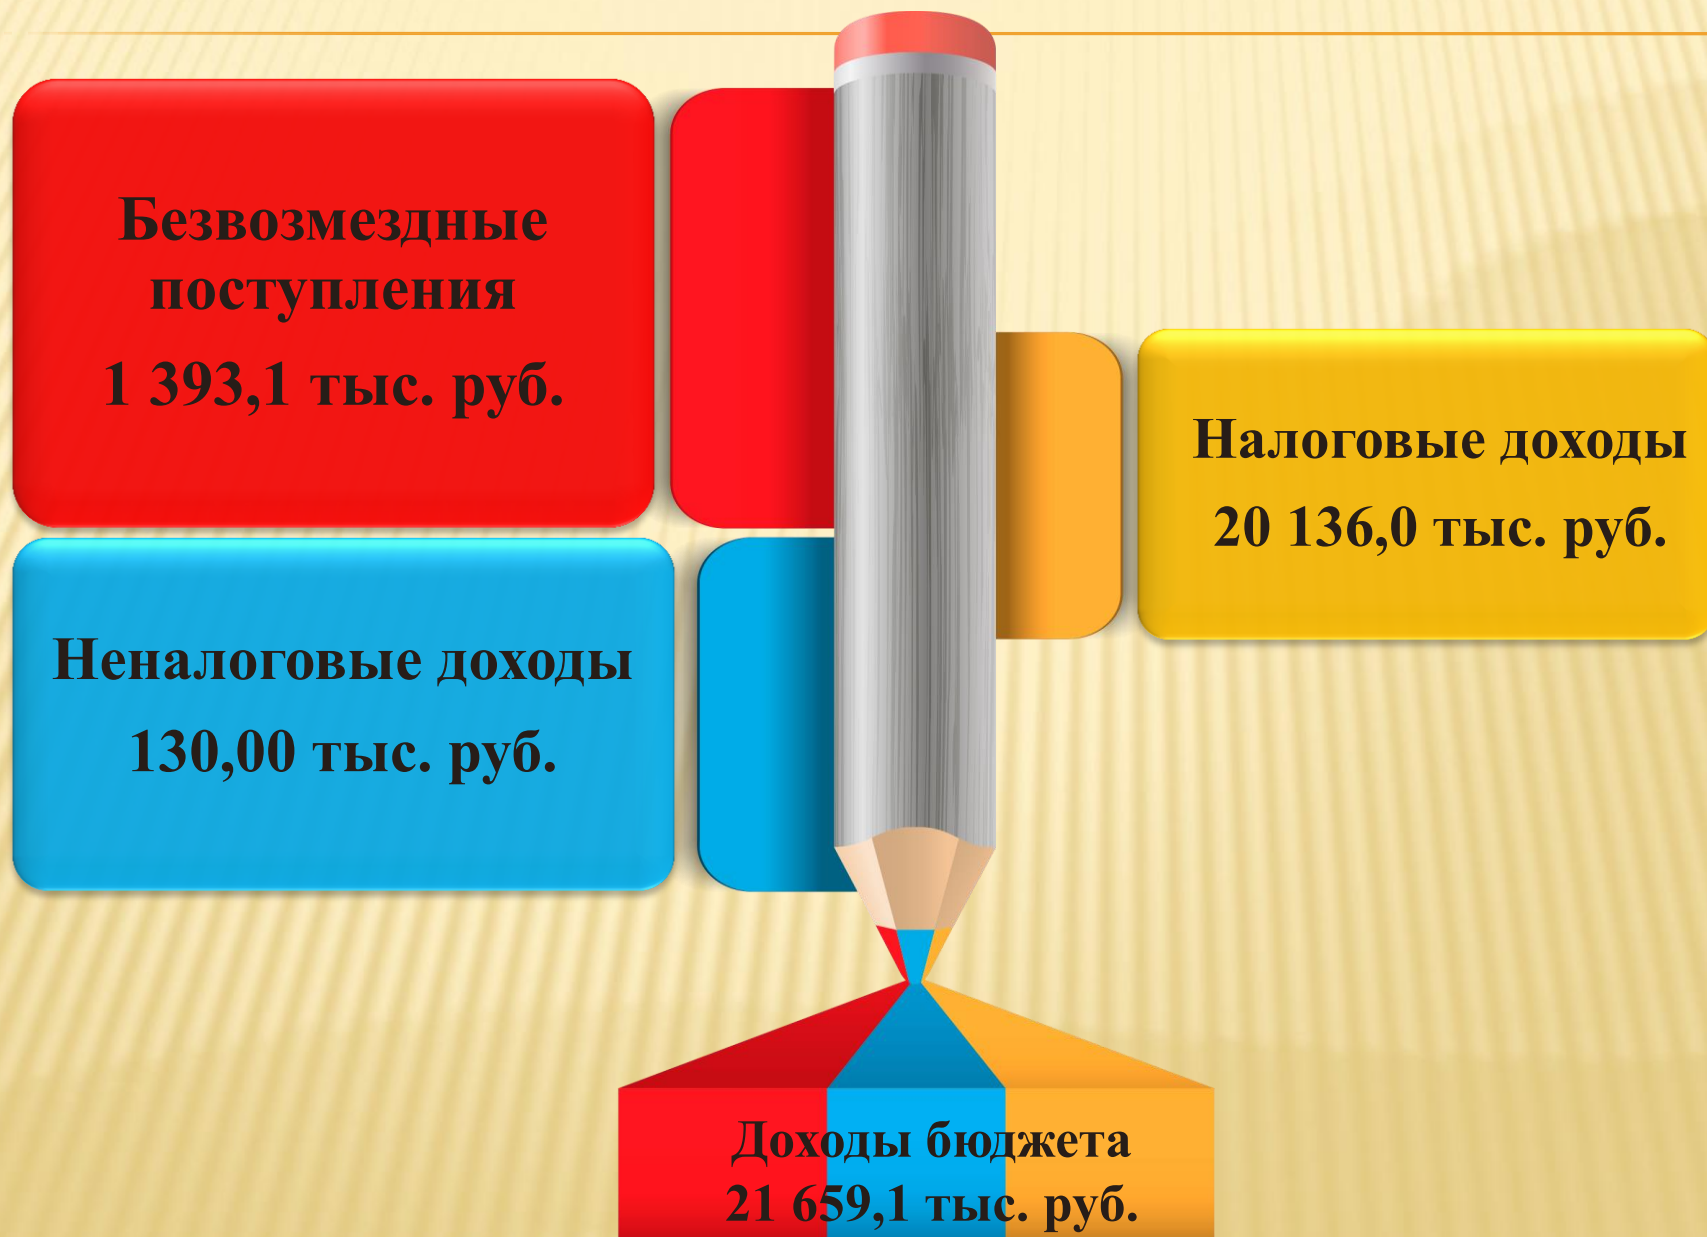 Безвозмездные
поступления
1 393,1 тыс. руб.
Налоговые доходы
20 136,0 тыс. руб.
Неналоговые доходы
130,00 тыс. руб.
Доходы бюджета
21 659,1 тыс. руб.